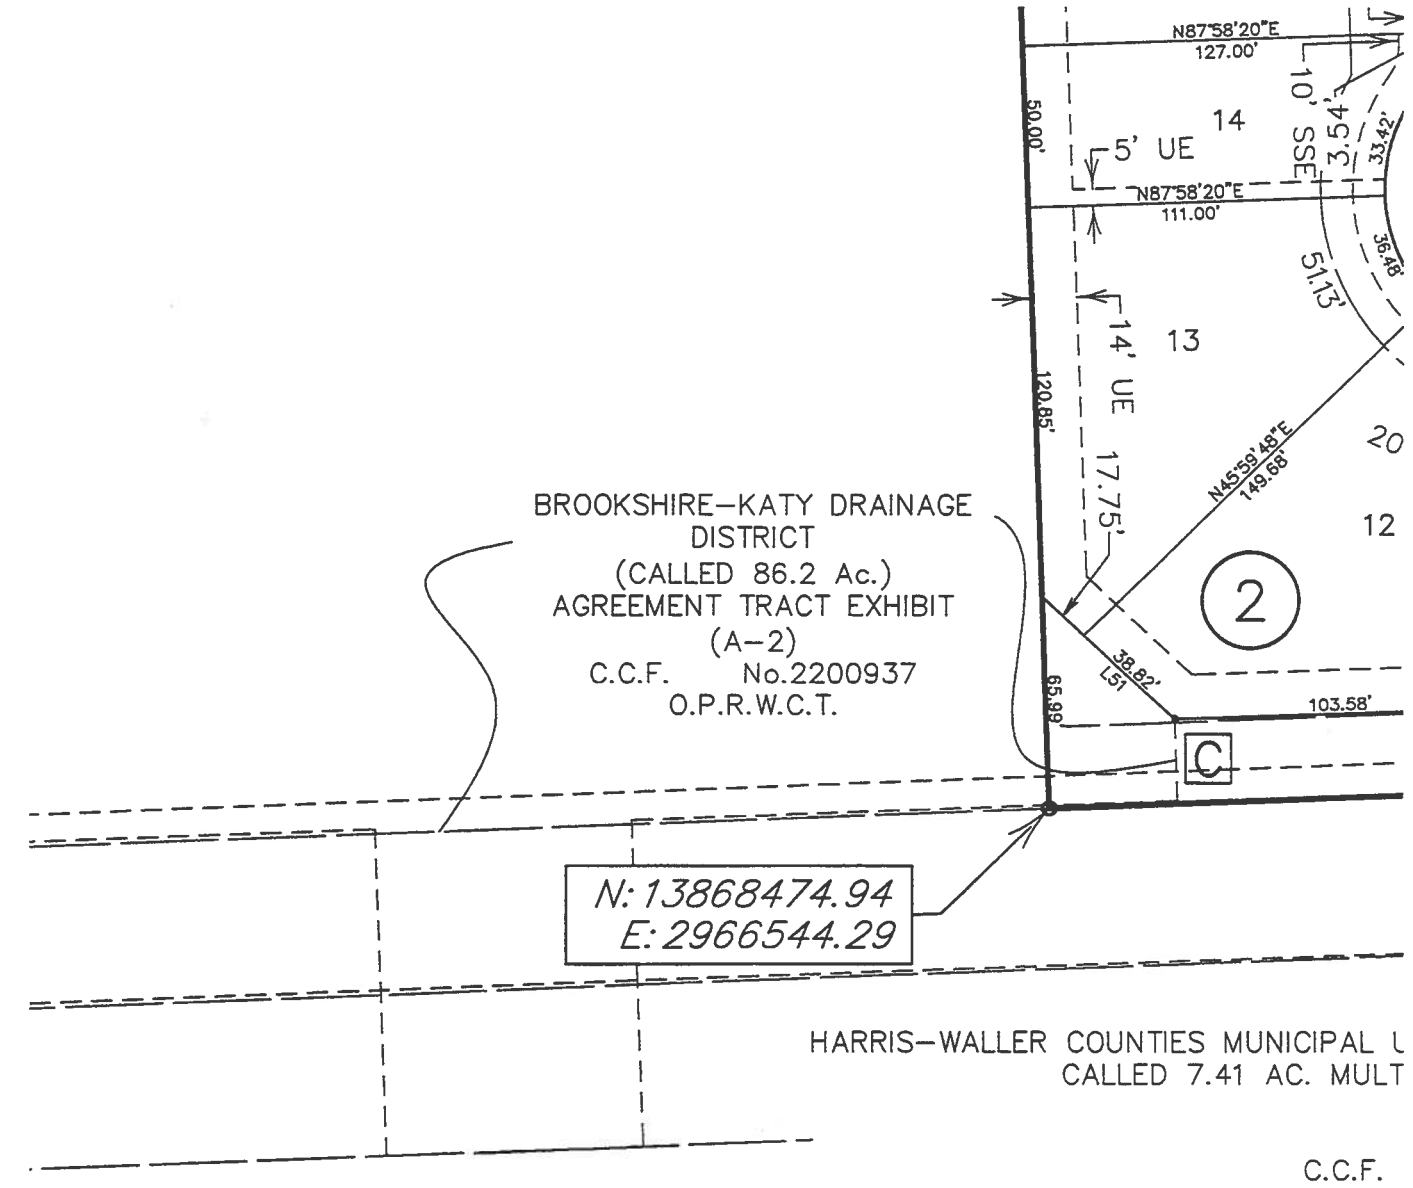 N87°58'20"E
127.00'
10' SSE
3.54'
33.42'
50.00'
14
5' UE
N87°58'20"E
111.00'
36.48'
51.13'
14' UE
13
120.85'
17.75'
N45°59'48"E
149.68'
20
12
2
BROOKSHIRE-KATY DRAINAGE
DISTRICT
(CALLED 86.2 Ac.)
AGREEMENT TRACT EXHIBIT
(A-2)
C.C.F. No.2200937
O.P.R.W.C.T.
38.82'
L51
65.99
103.58'
C
N: 13868474.94
E: 2966544.29
HARRIS-WALLER COUNTIES MUNICIPAL
CALLED 7.41 AC. MULT
C.C.F.